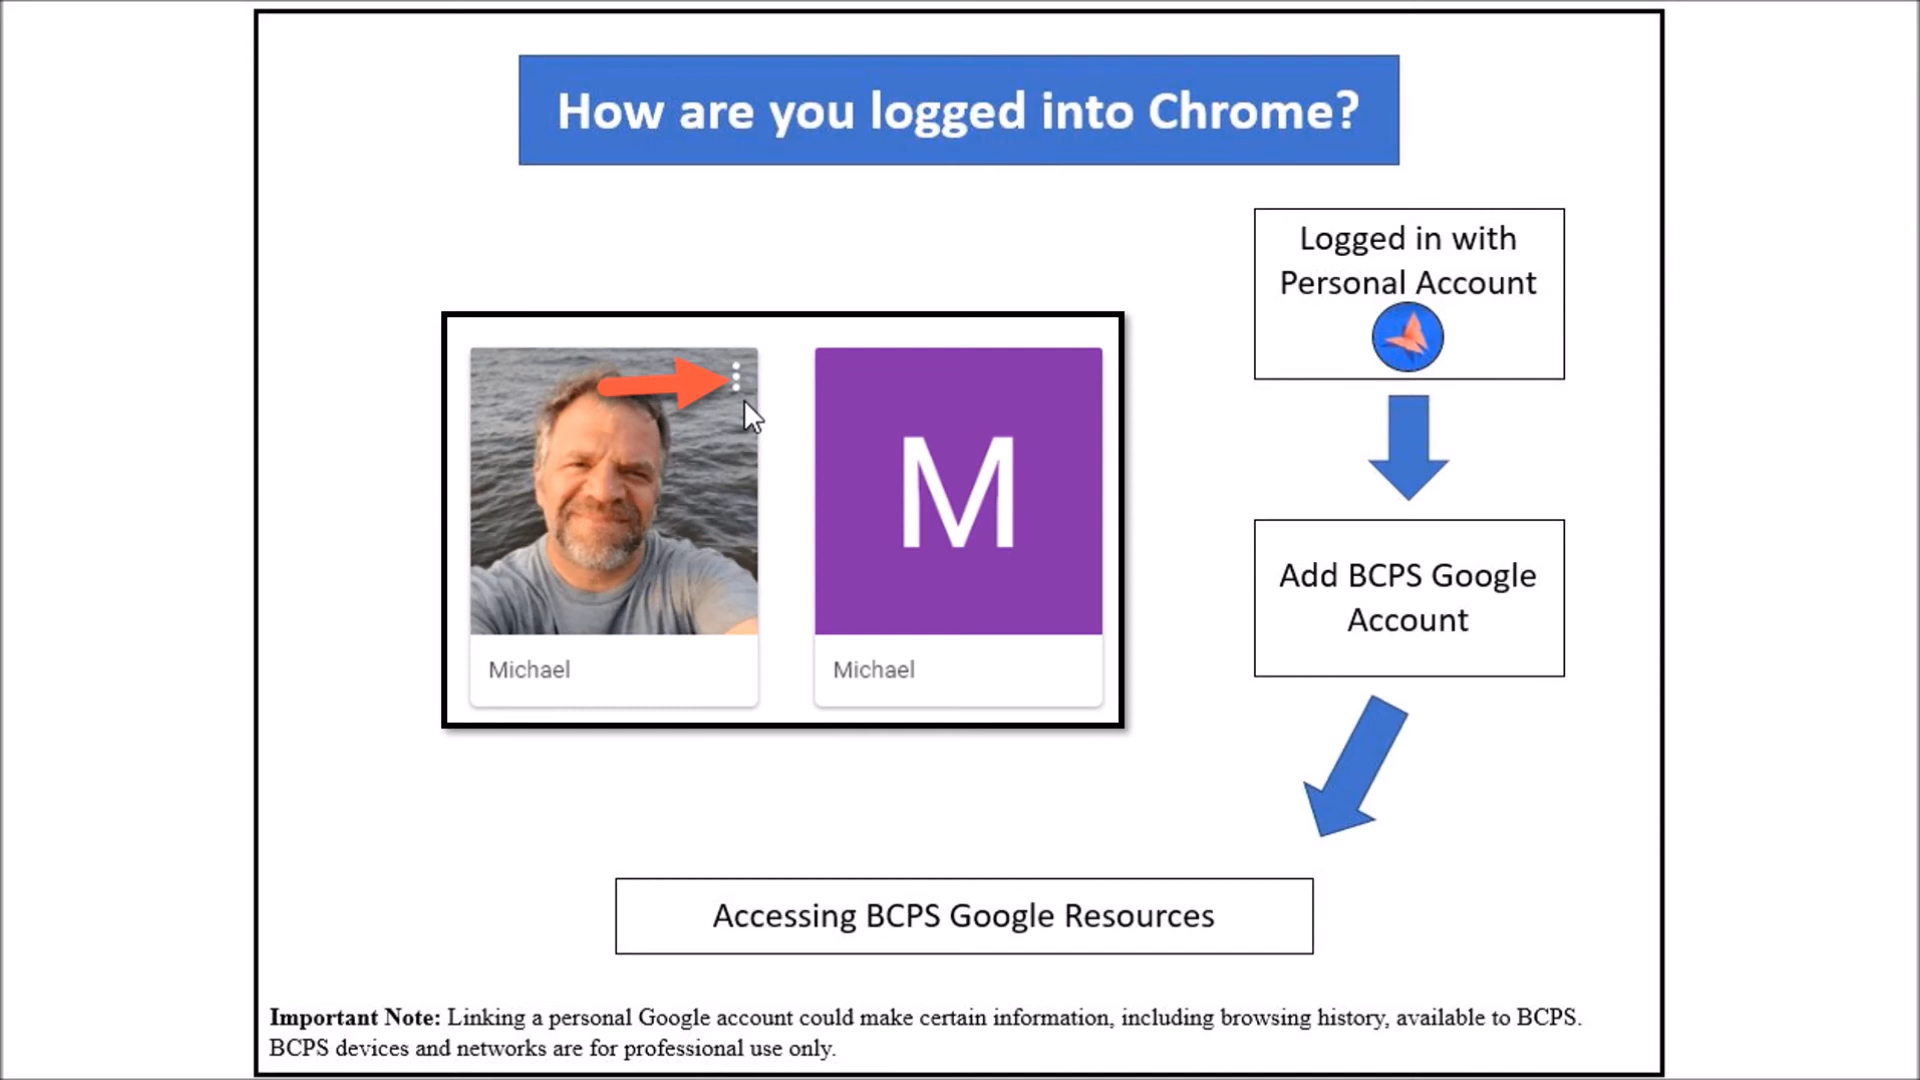 How are you logged into Chrome?
Logged in with
Personal Account
M
Michael
Michael
Add BCPS Google
Account
Accessing BCPS Google Resources
Important Note: Linking a personal Google account could make certain information, including browsing history, available to BCPS.
BCPS devices and networks are for professional use only.